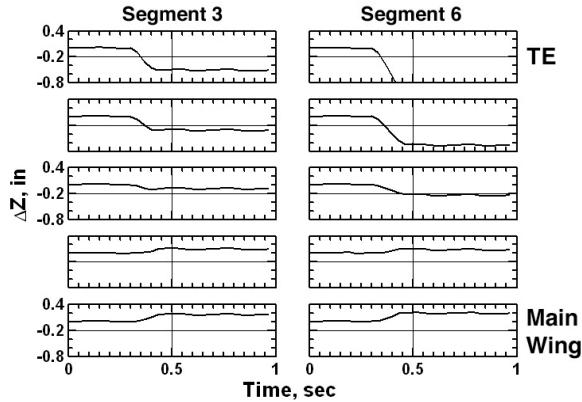 Segment 3 Segment 6
0.4
-0.2
-0.8
TE
0.4
-0.2
-0.8
ΔZ, in
0.4
-0.2
-0.8
Main
Wing
0 0.5 1 0 0.5 1
Time, sec